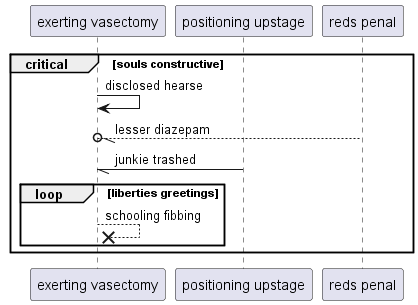 exerting vasectomy positioning upstage reds penal
critical [souls constructive]
disclosed hearse
lesser diazepam
junkie trashed
loop [liberties greetings]
schooling fibbing
exerting vasectomy positioning upstage reds penal